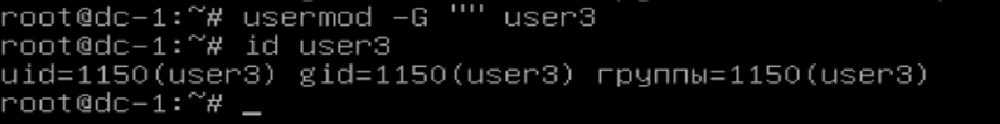 root@dc-1:~# usermod -G "" user3
root@dc-1:~# id user3
uid=1150(user3) gid=1150(user3) группы=1150(user3)
root@dc-1:~# _